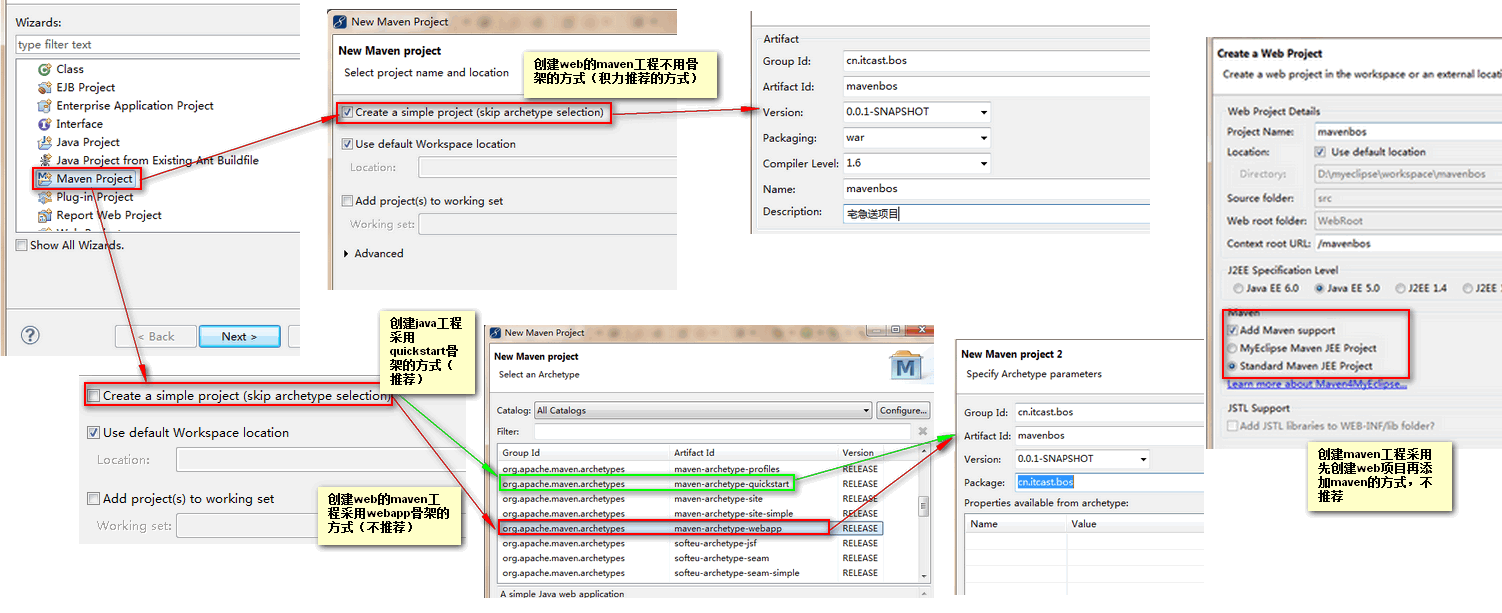 Wizards:
type filter text
Class
EJB Project
Enterprise Application Project
Interface
Java Project
Java Project from Existing Ant Buildfile
Maven Project
Plug-in Project
Report Web Project
Show All Wizards.
< Back
Next >
New Maven Project
New Maven project
Select project name and location
创建web的maven工程不用骨
架的方式（积力推荐的方式）
Create a simple project (skip archetype selection)
Use default Workspace location
Location:
Add project(s) to working set
Working set:
Advanced
Artifact
Group Id: cn.itcast.bos
Artifact Id: mavenbos
Version: 0.0.1-SNAPSHOT
Packaging: war
Compiler Level: 1.6
Name: mavenbos
Description: 宅急送项目
Create a Web Project
Create a web project in the workspace or an external
Web Project Details
Project Name: mavenbos
Location: Use default location
Directory: D:\myeclipse\workspace\mavenbos
Source folder: src
Web root folder: WebRoot
Context root URL: /mavenbos
J2EE Specification Level
Java EE 6.0 Java EE 5.0 J2EE 1.4 J2EE
Maven
Add Maven support
MyEclipse Maven JEE Project
Standard Maven JEE Project
Learn more about Maven4MyEclipse...
JSTL Support
Add JSTL libraries to WEB-INF/lib folder?
创建maven工程采用
先创建web项目再添
加maven的方式，不
推荐
Create a simple project (skip archetype selection)
Use default Workspace location
Location:
Add project(s) to working set
Working set:
创建web的maven工
程采用webapp骨架的
方式（不推荐）
创建java工程
采用
quickstart骨
架的方式（
推荐）
New Maven Project
New Maven project
Select an Archetype
Catalog: All Catalogs Configure...
Filter:
Group Id Artifact Id Version
org.apache.maven.archetypes maven-archetype-profiles RELEASE
org.apache.maven.archetypes maven-archetype-quickstart RELEASE
org.apache.maven.archetypes maven-archetype-site RELEASE
org.apache.maven.archetypes maven-archetype-site-simple RELEASE
org.apache.maven.archetypes maven-archetype-webapp RELEASE
org.apache.maven.archetypes softeu-archetype-jsf RELEASE
org.apache.maven.archetypes softeu-archetype-seam RELEASE
org.apache.maven.archetypes softeu-archetype-seam-simple RELEASE
A simple Java web application
New Maven project 2
Specify Archetype parameters
Group Id: cn.itcast.bos
Artifact Id: mavenbos
Version: 0.0.1-SNAPSHOT
Package: cn.itcast.bos
Properties available from archetype:
Name Value